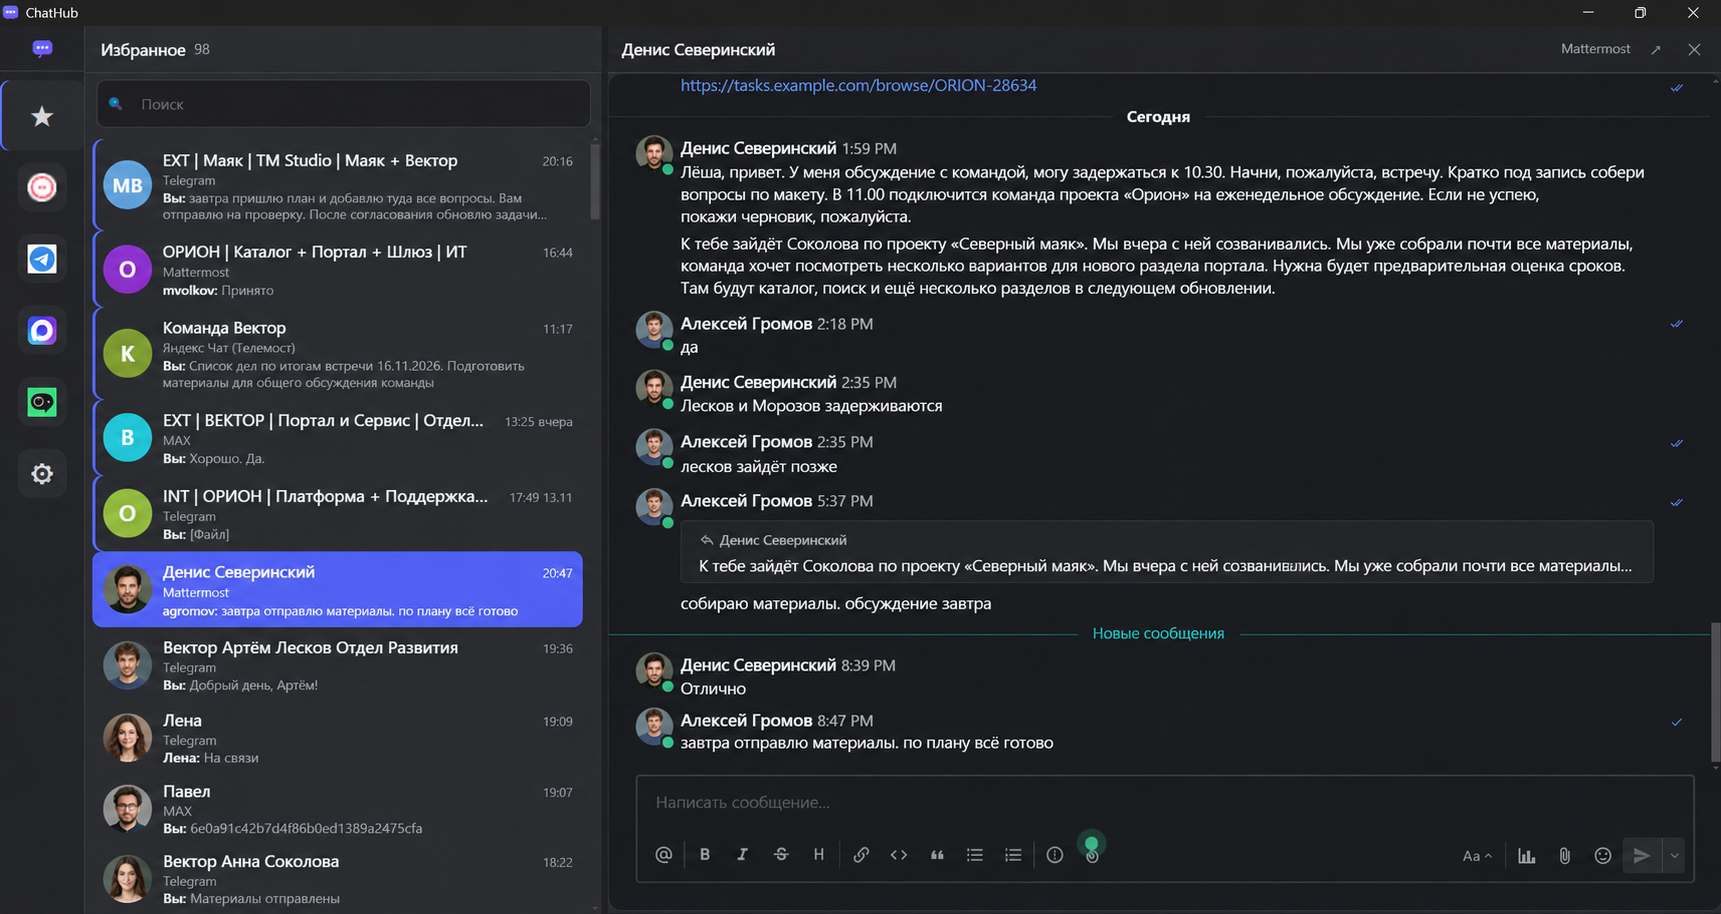 ChatHub
Избранное 98
Поиск
EXT | Маяк | TM Studio | Маяк + Вектор 20:16
MB
Telegram
Вы: завтра пришлю план и добавлю туда все вопросы. Вам
отправлю на проверку. После согласования обновлю задачи...
ОРИОН | Каталог + Портал + Шлюз | ИТ 16:44
О
Mattermost
mvolkov: Принято
Команда Вектор 11:17
К
Яндекс Чат (Телемост)
Вы: Список дел по итогам встречи 16.11.2026. Подготовить
материалы для общего обсуждения команды
EXT | ВЕКТОР | Портал и Сервис | Отдел... 13:25 вчера
В
MAX
Вы: Хорошо. Да.
INT | ОРИОН | Платформа + Поддержка... 17:49 13.11
О
Telegram
Вы: [Файл]
Денис Северинский 20:47
Mattermost
agromov: завтра отправлю материалы. по плану всё готово
Вектор Артём Лесков Отдел Развития 19:36
Telegram
Вы: Добрый день, Артём!
Лена 19:09
Telegram
Лена: На связи
Павел 19:07
MAX
Вы: 6e0a91c42b7d4f86b0ed1389a2475cfa
Вектор Анна Соколова 18:22
Telegram
Вы: Материалы отправлены
Денис Северинский Mattermost
https://tasks.example.com/browse/ORION-28634
Сегодня
Денис Северинский 1:59 PM
Лёша, привет. У меня обсуждение с командой, могу задержаться к 10.30. Начни, пожалуйста, встречу. Кратко под запись собери
вопросы по макету. В 11.00 подключится команда проекта «Орион» на еженедельное обсуждение. Если не успею,
покажи черновик, пожалуйста.
К тебе зайдёт Соколова по проекту «Северный маяк». Мы вчера с ней созванивались. Мы уже собрали почти все материалы,
команда хочет посмотреть несколько вариантов для нового раздела портала. Нужна будет предварительная оценка сроков.
Там будут каталог, поиск и ещё несколько разделов в следующем обновлении.
Алексей Громов 2:18 PM
да
Денис Северинский 2:35 PM
Лесков и Морозов задерживаются
Алексей Громов 2:35 PM
лесков зайдёт позже
Алексей Громов 5:37 PM
Денис Северинский
К тебе зайдёт Соколова по проекту «Северный маяк». Мы вчера с ней созванивались. Мы уже собрали почти все материалы...
собираю материалы. обсуждение завтра
Новые сообщения
Денис Северинский 8:39 PM
Отлично
Алексей Громов 8:47 PM
завтра отправлю материалы. по плану всё готово
Написать сообщение...
@ B I S H Aa